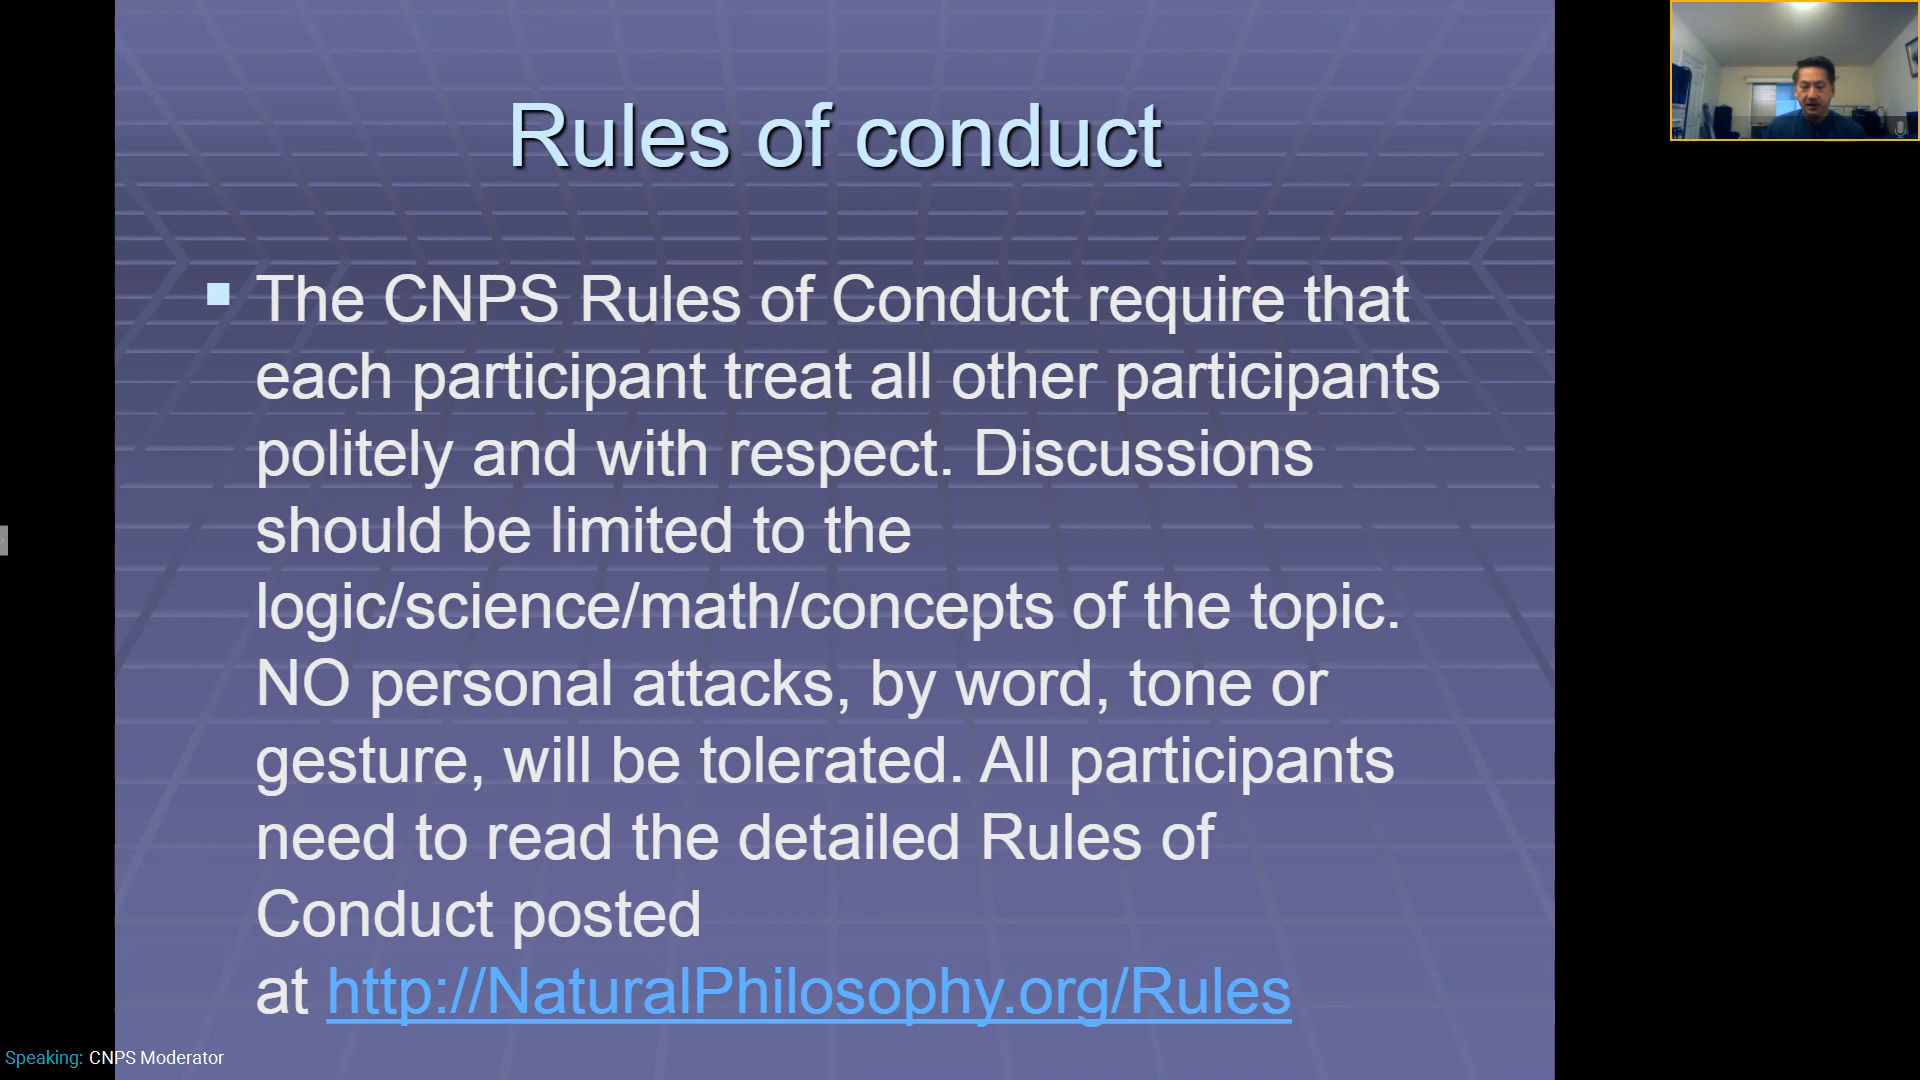 Rules of conduct
The CNPS Rules of Conduct require that
each participant treat all other participants
politely and with respect. Discussions
should be limited to the
logic/science/math/concepts of the topic.
NO personal attacks, by word, tone or
gesture, will be tolerated. All participants
need to read the detailed Rules of
Conduct posted
at http://NaturalPhilosophy.org/Rules
Speaking: CNPS Moderator